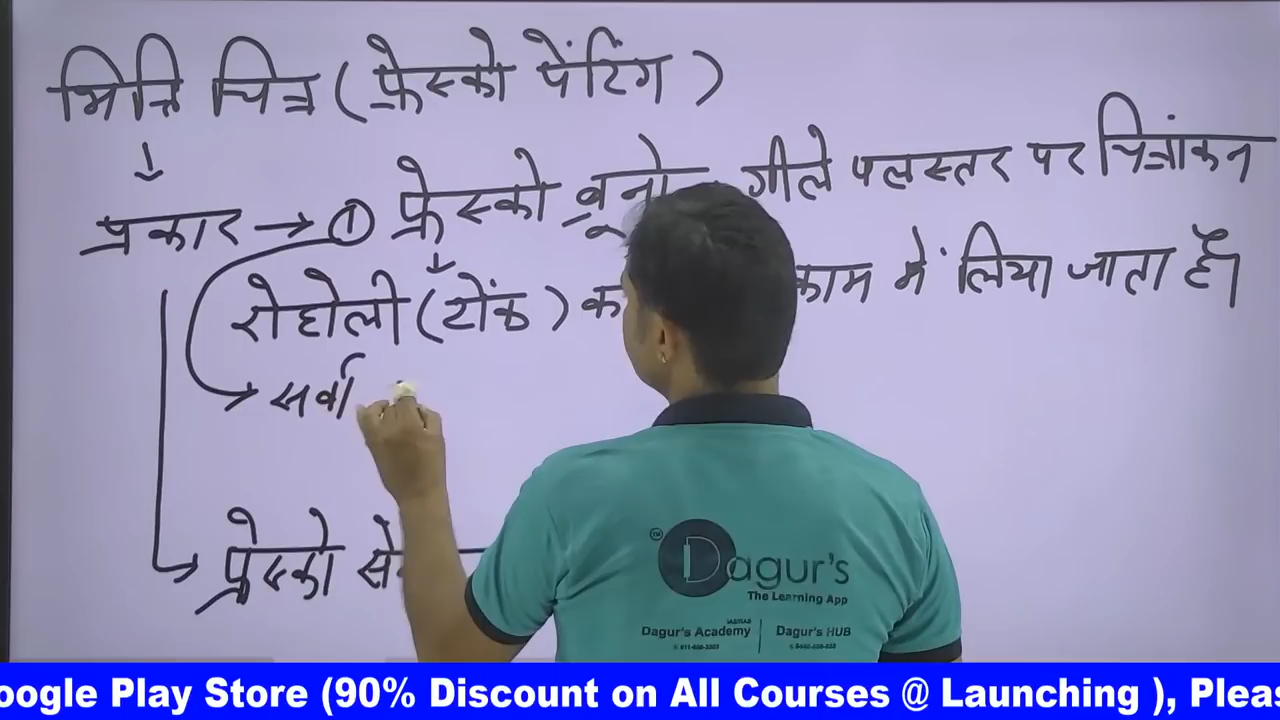 भित्ति चित्र ( फ्रेस्को पेंटिंग )
प्रकार → ① फ्रेस्को बूनो गीले पलस्तर पर चित्रांकन
रोहोली ( टोंक ) क काम में लिया जाता है।
→ सर्वा
→ फ्रेस्को से
Dagur's
The Learning App
Dagur's Academy
Dagur's HUB
oogle Play Store (90% Discount on All Courses @ Launching ), Pleas